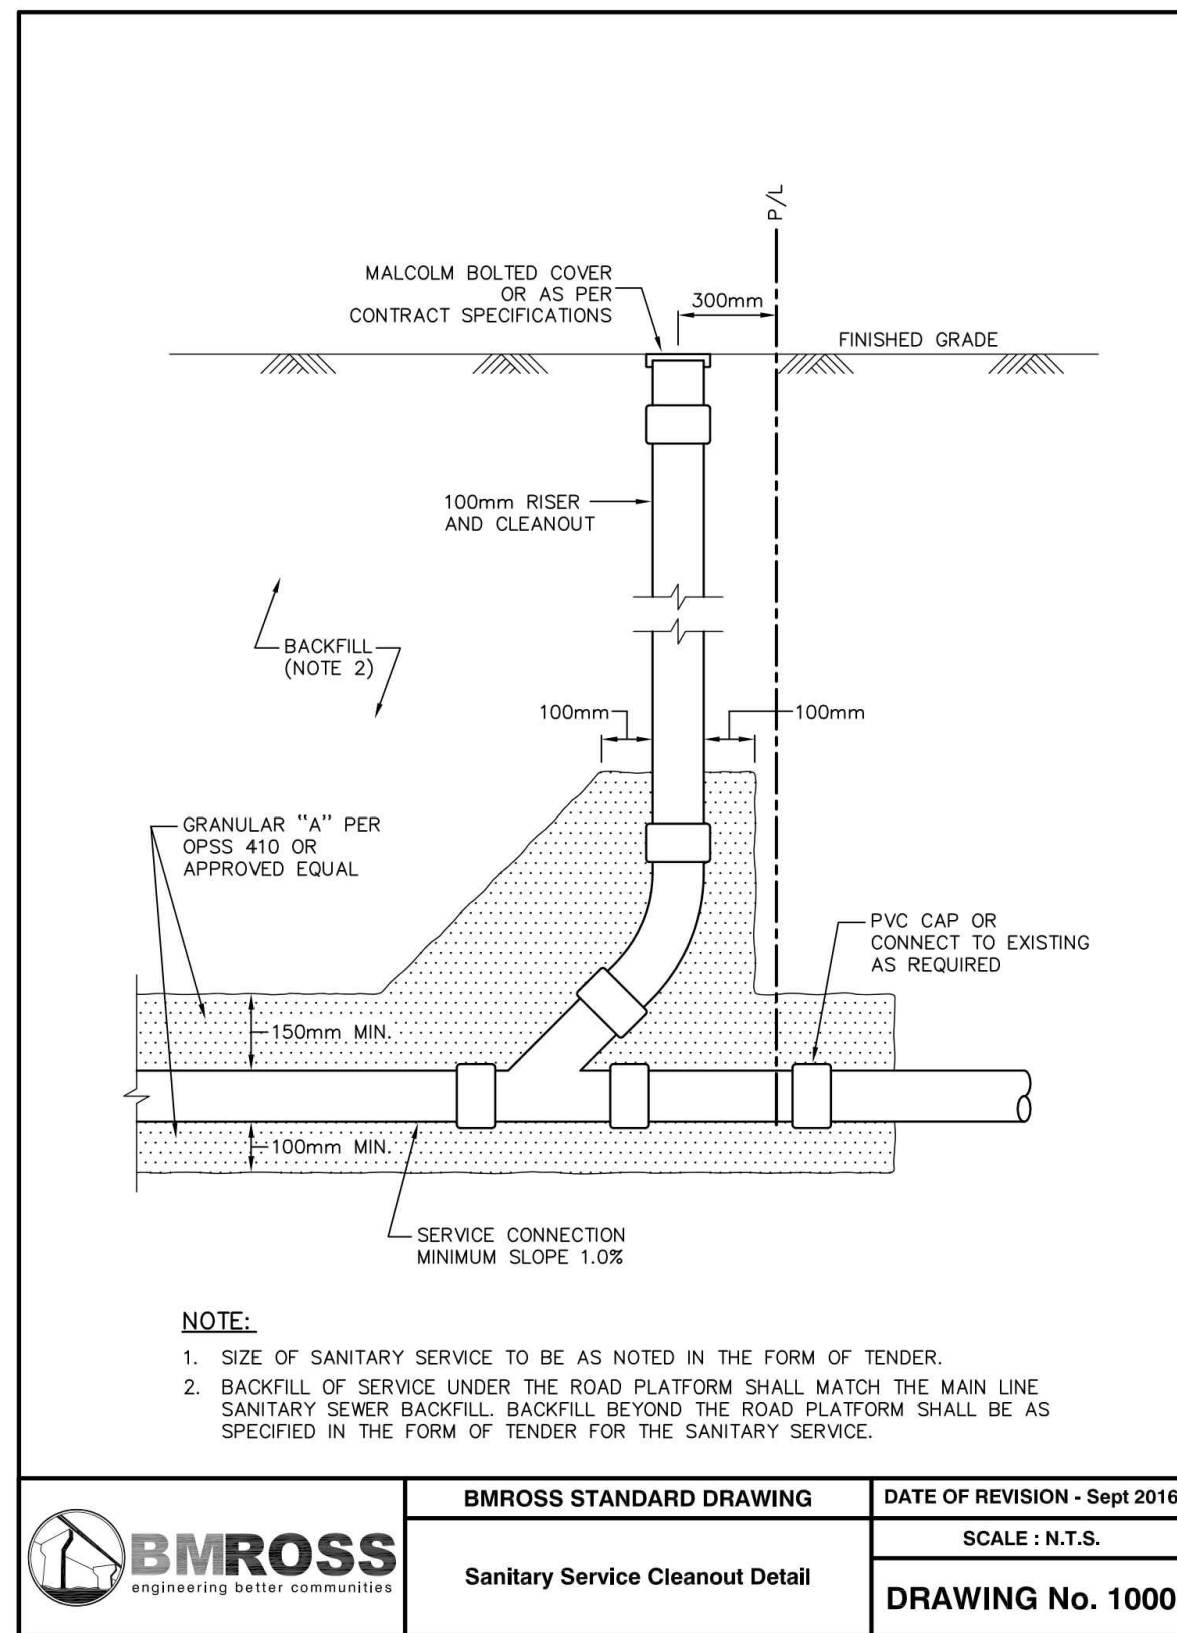 P/L
MALCOLM BOLTED COVER
OR AS PER
CONTRACT SPECIFICATIONS
300mm
FINISHED GRADE
100mm RISER
AND CLEANOUT
BACKFILL
(NOTE 2)
100mm
100mm
GRANULAR "A" PER
OPSS 410 OR
APPROVED EQUAL
PVC CAP OR
CONNECT TO EXISTING
AS REQUIRED
150mm MIN.
100mm MIN.
SERVICE CONNECTION
MINIMUM SLOPE 1.0%
NOTE:
1. SIZE OF SANITARY SERVICE TO BE AS NOTED IN THE FORM OF TENDER.
2. BACKFILL OF SERVICE UNDER THE ROAD PLATFORM SHALL MATCH THE MAIN LINE
SANITARY SEWER BACKFILL. BACKFILL BEYOND THE ROAD PLATFORM SHALL BE AS
SPECIFIED IN THE FORM OF TENDER FOR THE SANITARY SERVICE.
BMROSS
engineering better communities
BMROSS STANDARD DRAWING
Sanitary Service Cleanout Detail
DATE OF REVISION - Sept 2016
SCALE : N.T.S.
DRAWING No. 1000